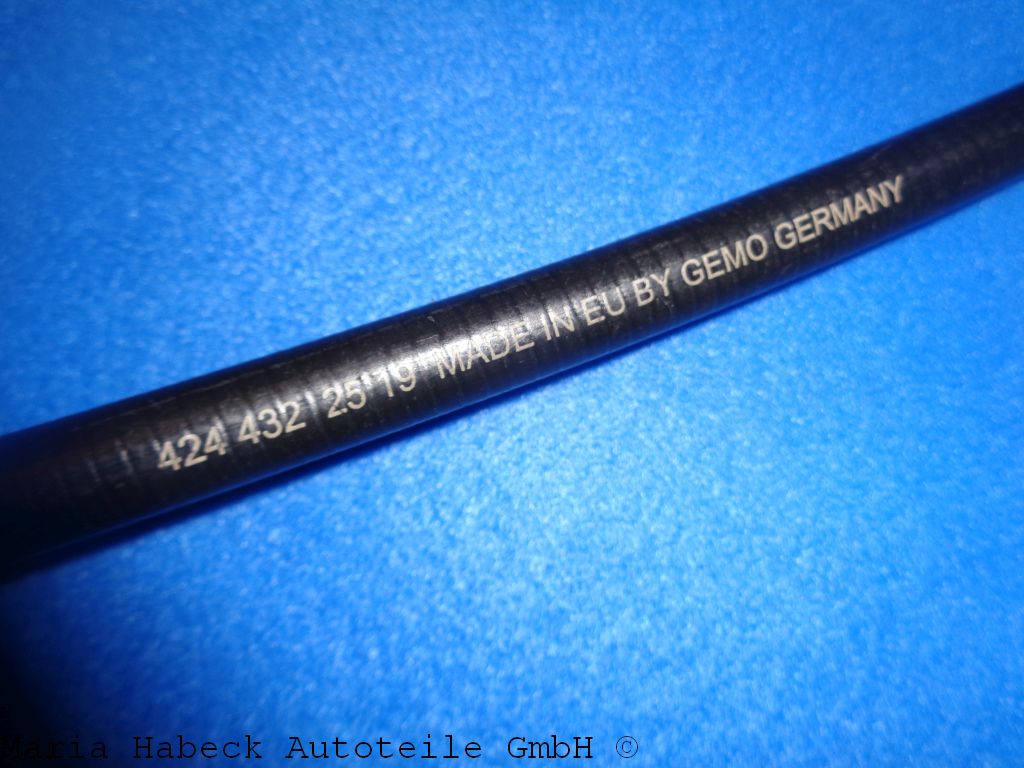 424 432 25 19 MADE IN EU BY GEMO GERMANY
Maria Habeck Autoteile GmbH ©